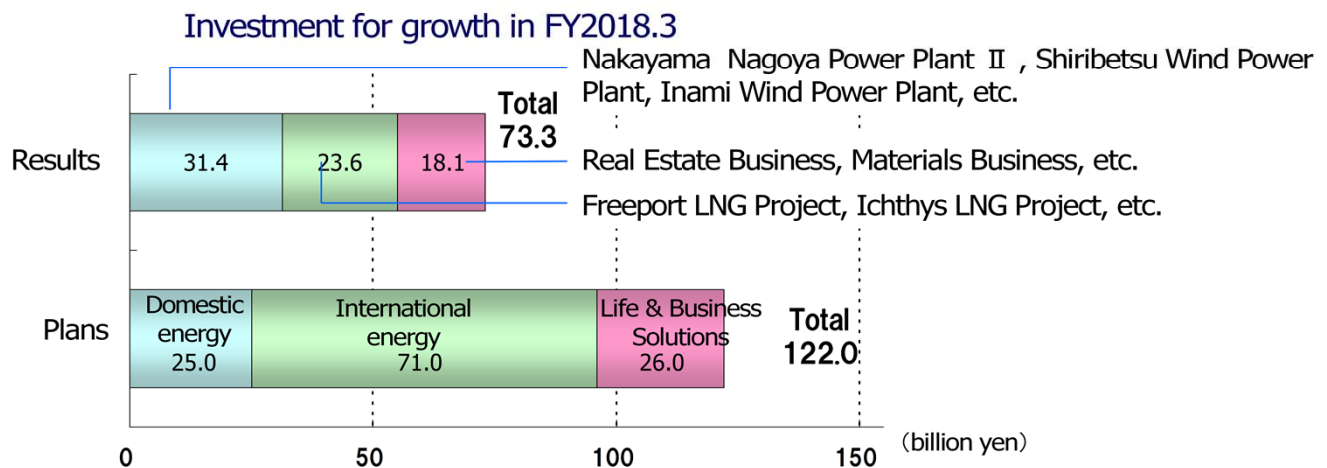 Investment for growth in FY2018.3
Nakayama Nagoya Power Plant Ⅱ , Shiribetsu Wind Power
Plant, Inami Wind Power Plant, etc.
Total
73.3
Results
31.4
23.6
18.1
Real Estate Business, Materials Business, etc.
Freeport LNG Project, Ichthys LNG Project, etc.
Plans
Domestic
energy
25.0
International
energy
71.0
Life & Business
Solutions
26.0
Total
122.0
0
50
100
150
(billion yen)